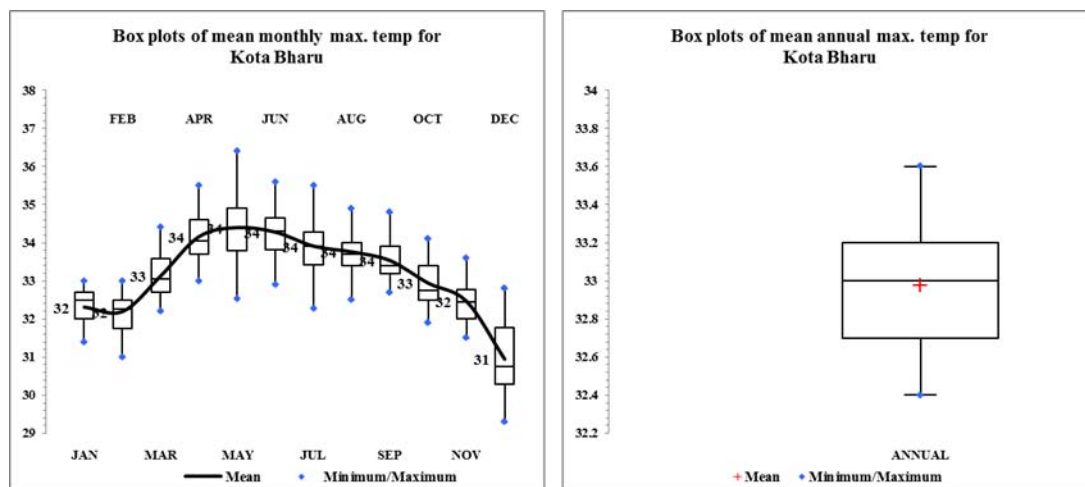 Box plots of mean monthly max. temp for
Kota Bharu
38
37
36
35
34
33
32
31
30
29
FEB APR JUN AUG OCT DEC
32 32 33 34 34 34 34 34 34 33 32 31
JAN MAR MAY JUL SEP NOV
Mean Minimum/Maximum
Box plots of mean annual max. temp for
Kota Bharu
34
33.8
33.6
33.4
33.2
33
32.8
32.6
32.4
32.2
ANNUAL
Mean Minimum/Maximum